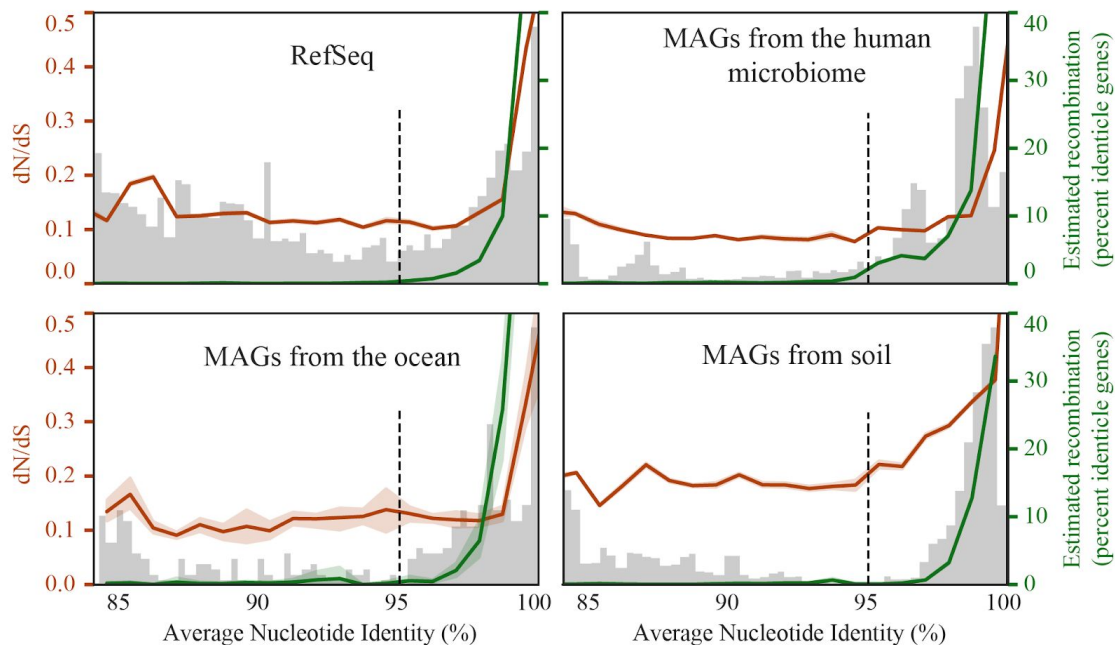 RefSeq
MAGs from the human
microbiome
0.5
0.4
0.3
0.2
0.1
0.0
dN/dS
40
30
20
10
0
Estimated recombination
(percent identicle genes)
MAGs from the ocean
MAGs from soil
0.5
0.4
0.3
0.2
0.1
0.0
dN/dS
40
30
20
10
0
Estimated recombination
(percent identicle genes)
85 90 95 100
85 90 95 100
Average Nucleotide Identity (%)
Average Nucleotide Identity (%)